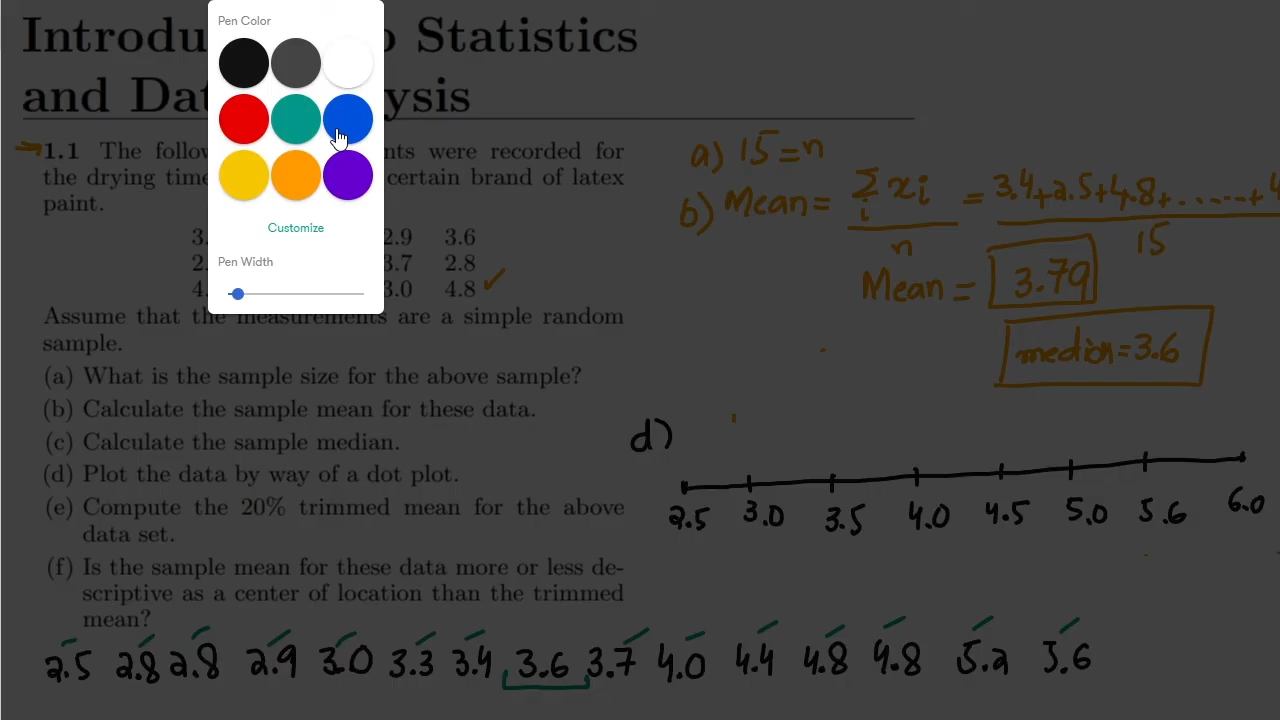 Pen Color
Customize
Pen Width
Introdu o Statistics
and Dat ysis
1.1 The follow nts were recorded for
the drying time certain brand of latex
paint.
3. 2.9 3.6
2. 3.7 2.8
4. 3.0 4.8
Assume that the measurements are a simple random
sample.
(a) What is the sample size for the above sample?
(b) Calculate the sample mean for these data.
(c) Calculate the sample median.
(d) Plot the data by way of a dot plot.
(e) Compute the 20% trimmed mean for the above
data set.
(f) Is the sample mean for these data more or less de-
scriptive as a center of location than the trimmed
mean?
a) 15 = n
b) Mean = Σ xi = 3.4+2.5+4.8+.....+4
i
n 15
Mean = 3.79
median = 3.6
d)
2.5 3.0 3.5 4.0 4.5 5.0 5.6 6.0
2.5 2.8 2.8 2.9 3.0 3.3 3.4 3.6 3.7 4.0 4.4 4.8 4.8 5.2 5.6